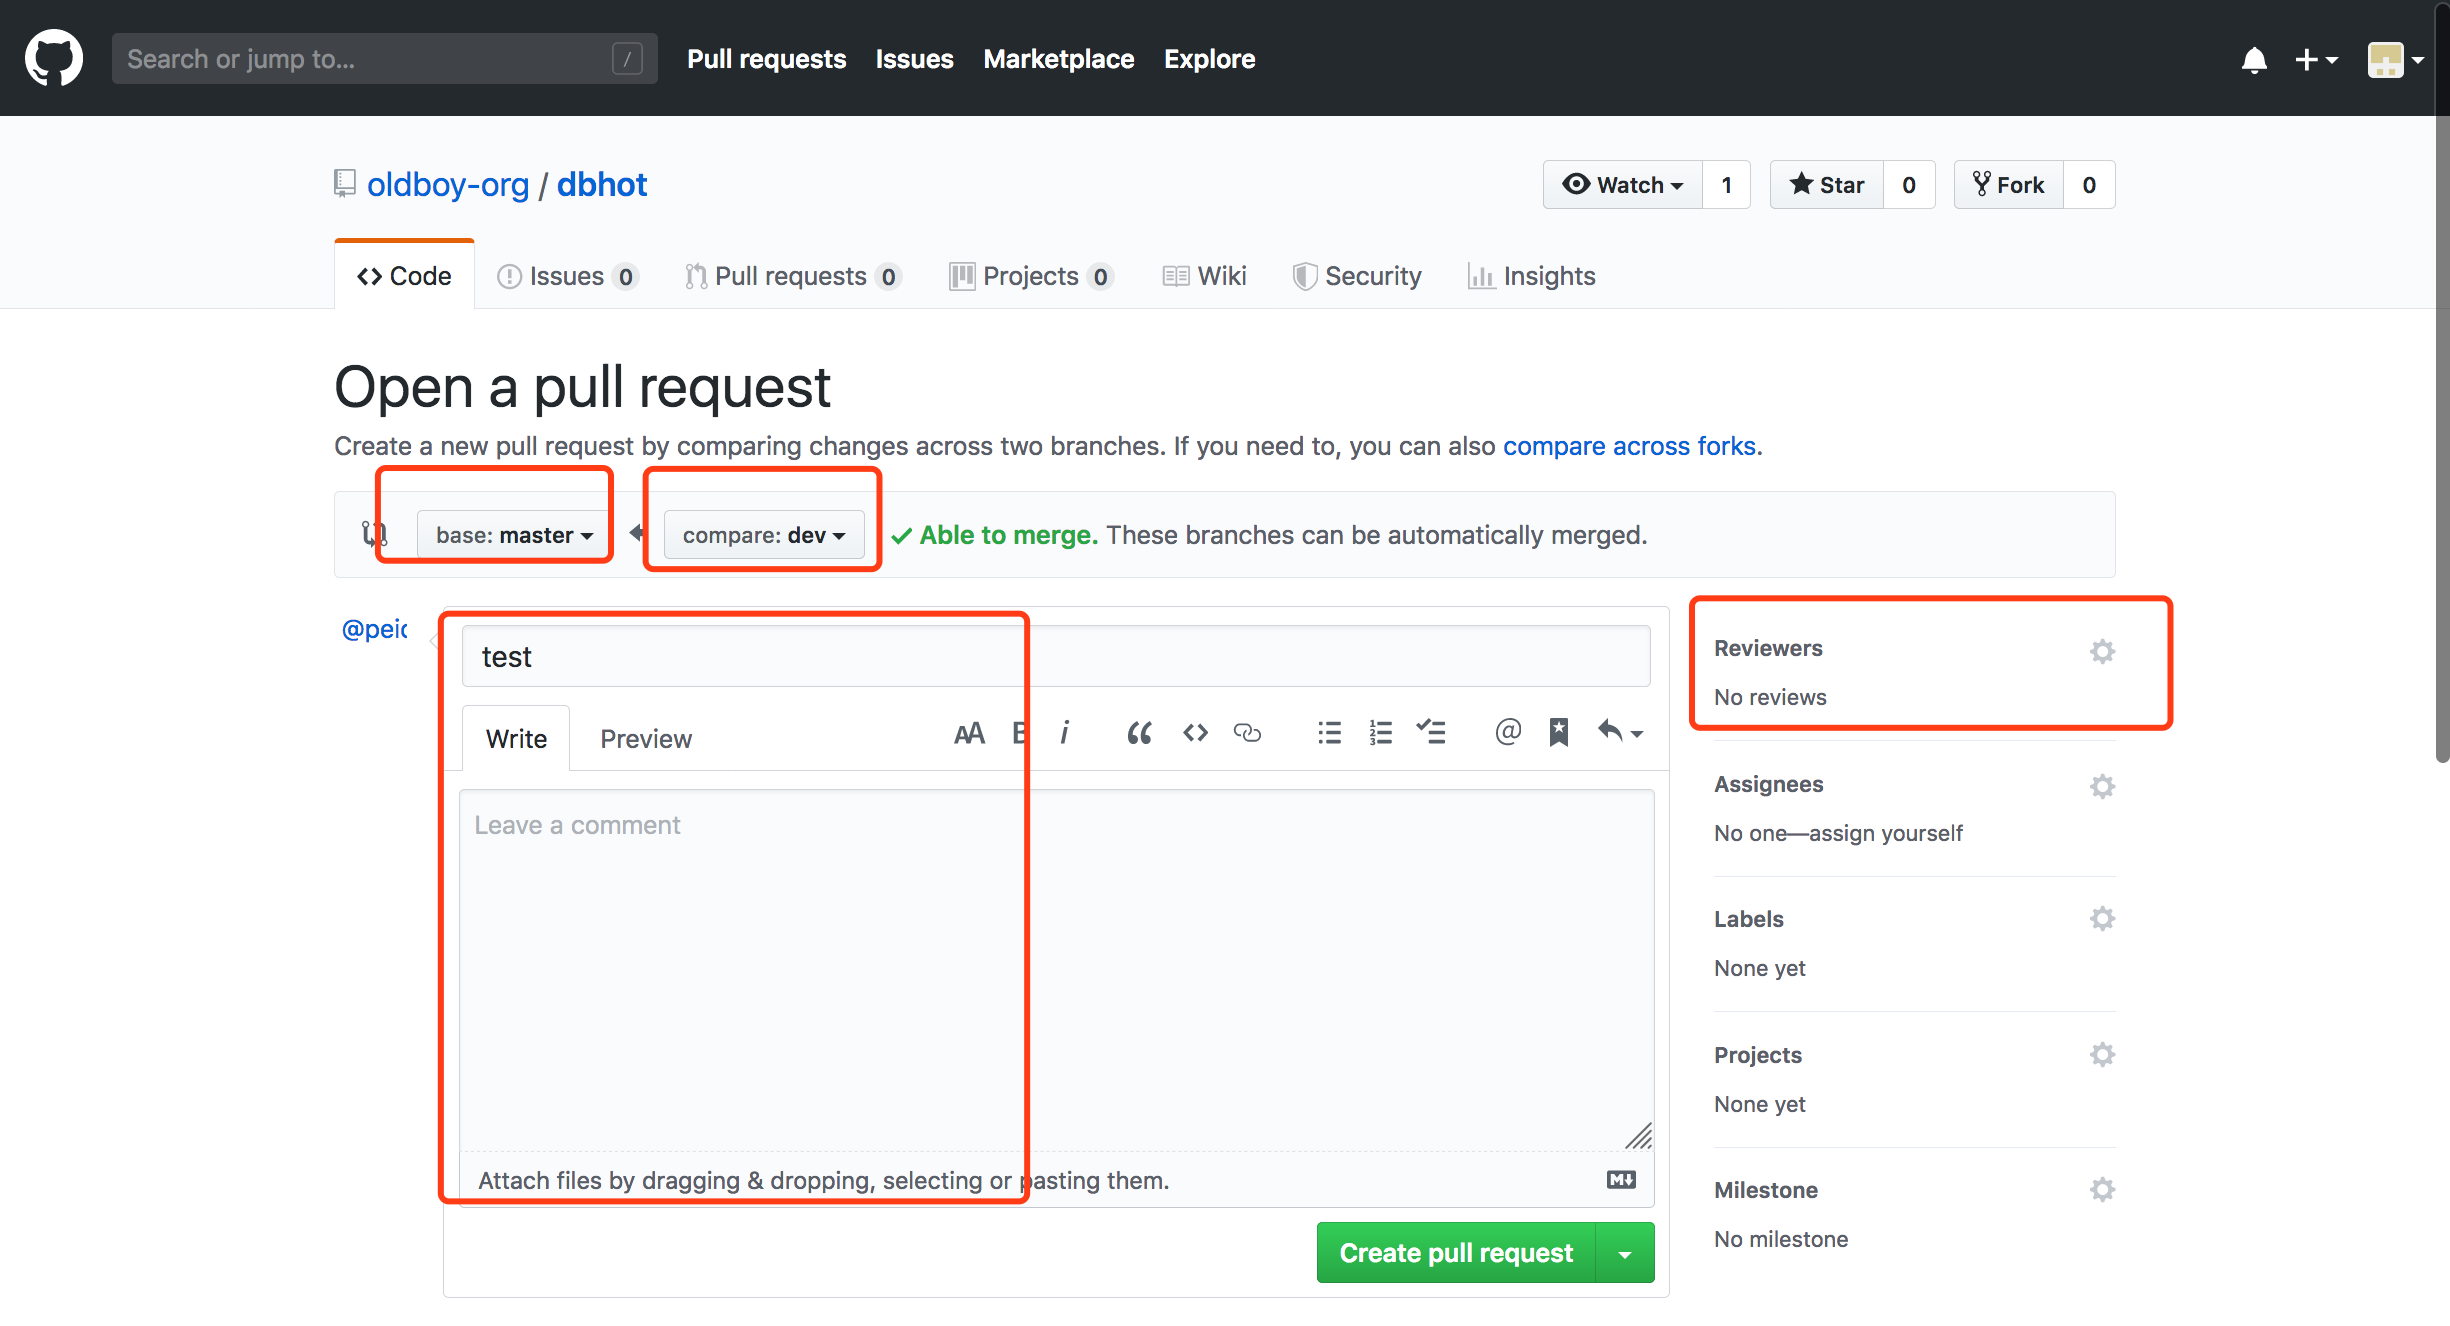 Search or jump to... /
Pull requests Issues Marketplace Explore
oldboy-org / dbhot
Watch 1 Star 0 Fork 0
Code Issues 0 Pull requests 0 Projects 0 Wiki Security Insights
Open a pull request
Create a new pull request by comparing changes across two branches. If you need to, you can also compare across forks.
base: master compare: dev Able to merge. These branches can be automatically merged.
@peic
test
Write Preview
Leave a comment
Attach files by dragging & dropping, selecting or pasting them.
Create pull request
Reviewers
No reviews
Assignees
No one—assign yourself
Labels
None yet
Projects
None yet
Milestone
No milestone